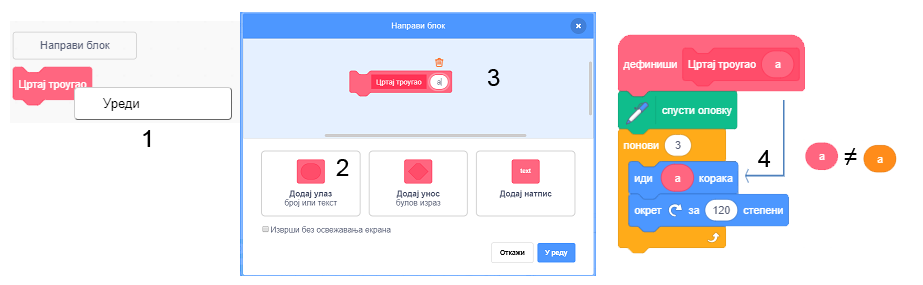 Направи блок
Цртај троугао
Уреди
1
Направи блок
Цртај троугао a
3
2
text
Додај улаз
број или текст
Додај унос
булов израз
Додај натпис
Изврши без освежавања екрана
Откажи
У реду
дефиниши Цртај троугао a
спусти оловку
понови 3
иди a корака
4
окрет за 120 степени
a ≠ a